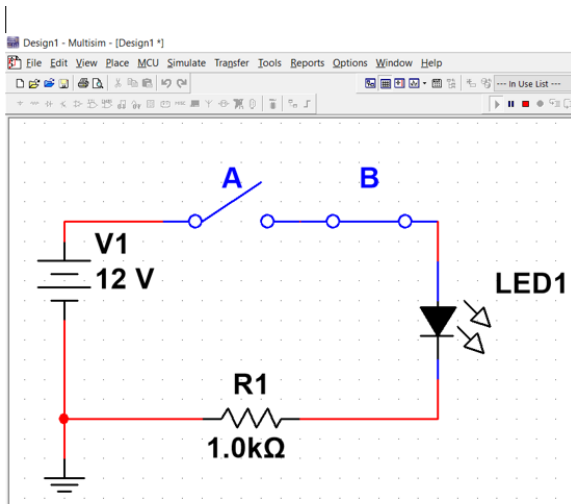 Design1 - Multisim - [Design1 *]
File Edit View Place MCU Simulate Transfer Tools Reports Options Window Help
--- In Use List ---
A B
V1
12 V
LED1
R1
1.0kΩ